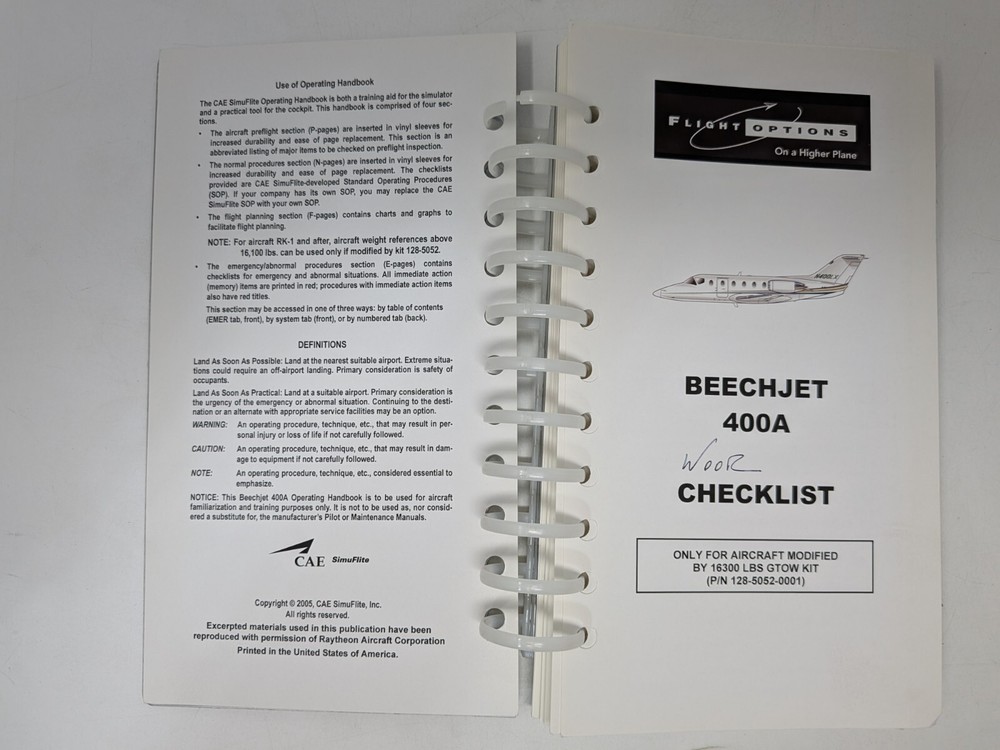 Use of Operating Handbook
The CAE SimuFlite Operating Handbook is both a training aid for the simulator
and a practical tool for the cockpit. This handbook is comprised of four sec-
tions.
• The aircraft preflight section (P-pages) are inserted in vinyl sleeves for
increased durability and ease of page replacement. This section is an
abbreviated listing of major items to be checked on preflight inspection.
• The normal procedures section (N-pages) are inserted in vinyl sleeves for
increased durability and ease of page replacement. The checklists
provided are CAE SimuFlite-developed Standard Operating Procedures
(SOP). If your company has its own SOP, you may replace the CAE
SimuFlite SOP with your own SOP.
• The flight planning section (F-pages) contains charts and graphs to
facilitate flight planning.
NOTE: For aircraft RK-1 and after, aircraft weight references above
16,100 lbs. can be used only if modified by kit 128-5052.
• The emergency/abnormal procedures section (E-pages) contains
checklists for emergency and abnormal situations. All immediate action
(memory) items are printed in red; procedures with immediate action items
also have red titles.
This section may be accessed in one of three ways: by table of contents
(EMER tab, front), by system tab (front), or by numbered tab (back).
DEFINITIONS
Land As Soon As Possible: Land at the nearest suitable airport. Extreme situa-
tions could require an off-airport landing. Primary consideration is safety of
occupants.
Land As Soon As Practical: Land at a suitable airport. Primary consideration is
the urgency of the emergency or abnormal situation. Continuing to the desti-
nation or an alternate with appropriate service facilities may be an option.
WARNING: An operating procedure, technique, etc., that may result in per-
sonal injury or loss of life if not carefully followed.
CAUTION: An operating procedure, technique, etc., that may result in dam-
age to equipment if not carefully followed.
NOTE: An operating procedure, technique, etc., considered essential to
emphasize.
NOTICE: This Beechjet 400A Operating Handbook is to be used for aircraft
familiarization and training purposes only. It is not to be used as, nor consid-
ered a substitute for, the manufacturer's Pilot or Maintenance Manuals.
CAE SimuFlite
Copyright © 2005, CAE SimuFlite, Inc.
All rights reserved.
Excerpted materials used in this publication have been
reproduced with permission of Raytheon Aircraft Corporation
Printed in the United States of America.
FLIGHT OPTIONS
On a Higher Plane
BEECHJET
400A
CHECKLIST
ONLY FOR AIRCRAFT MODIFIED
BY 16300 LBS GTOW KIT
(P/N 128-5052-0001)